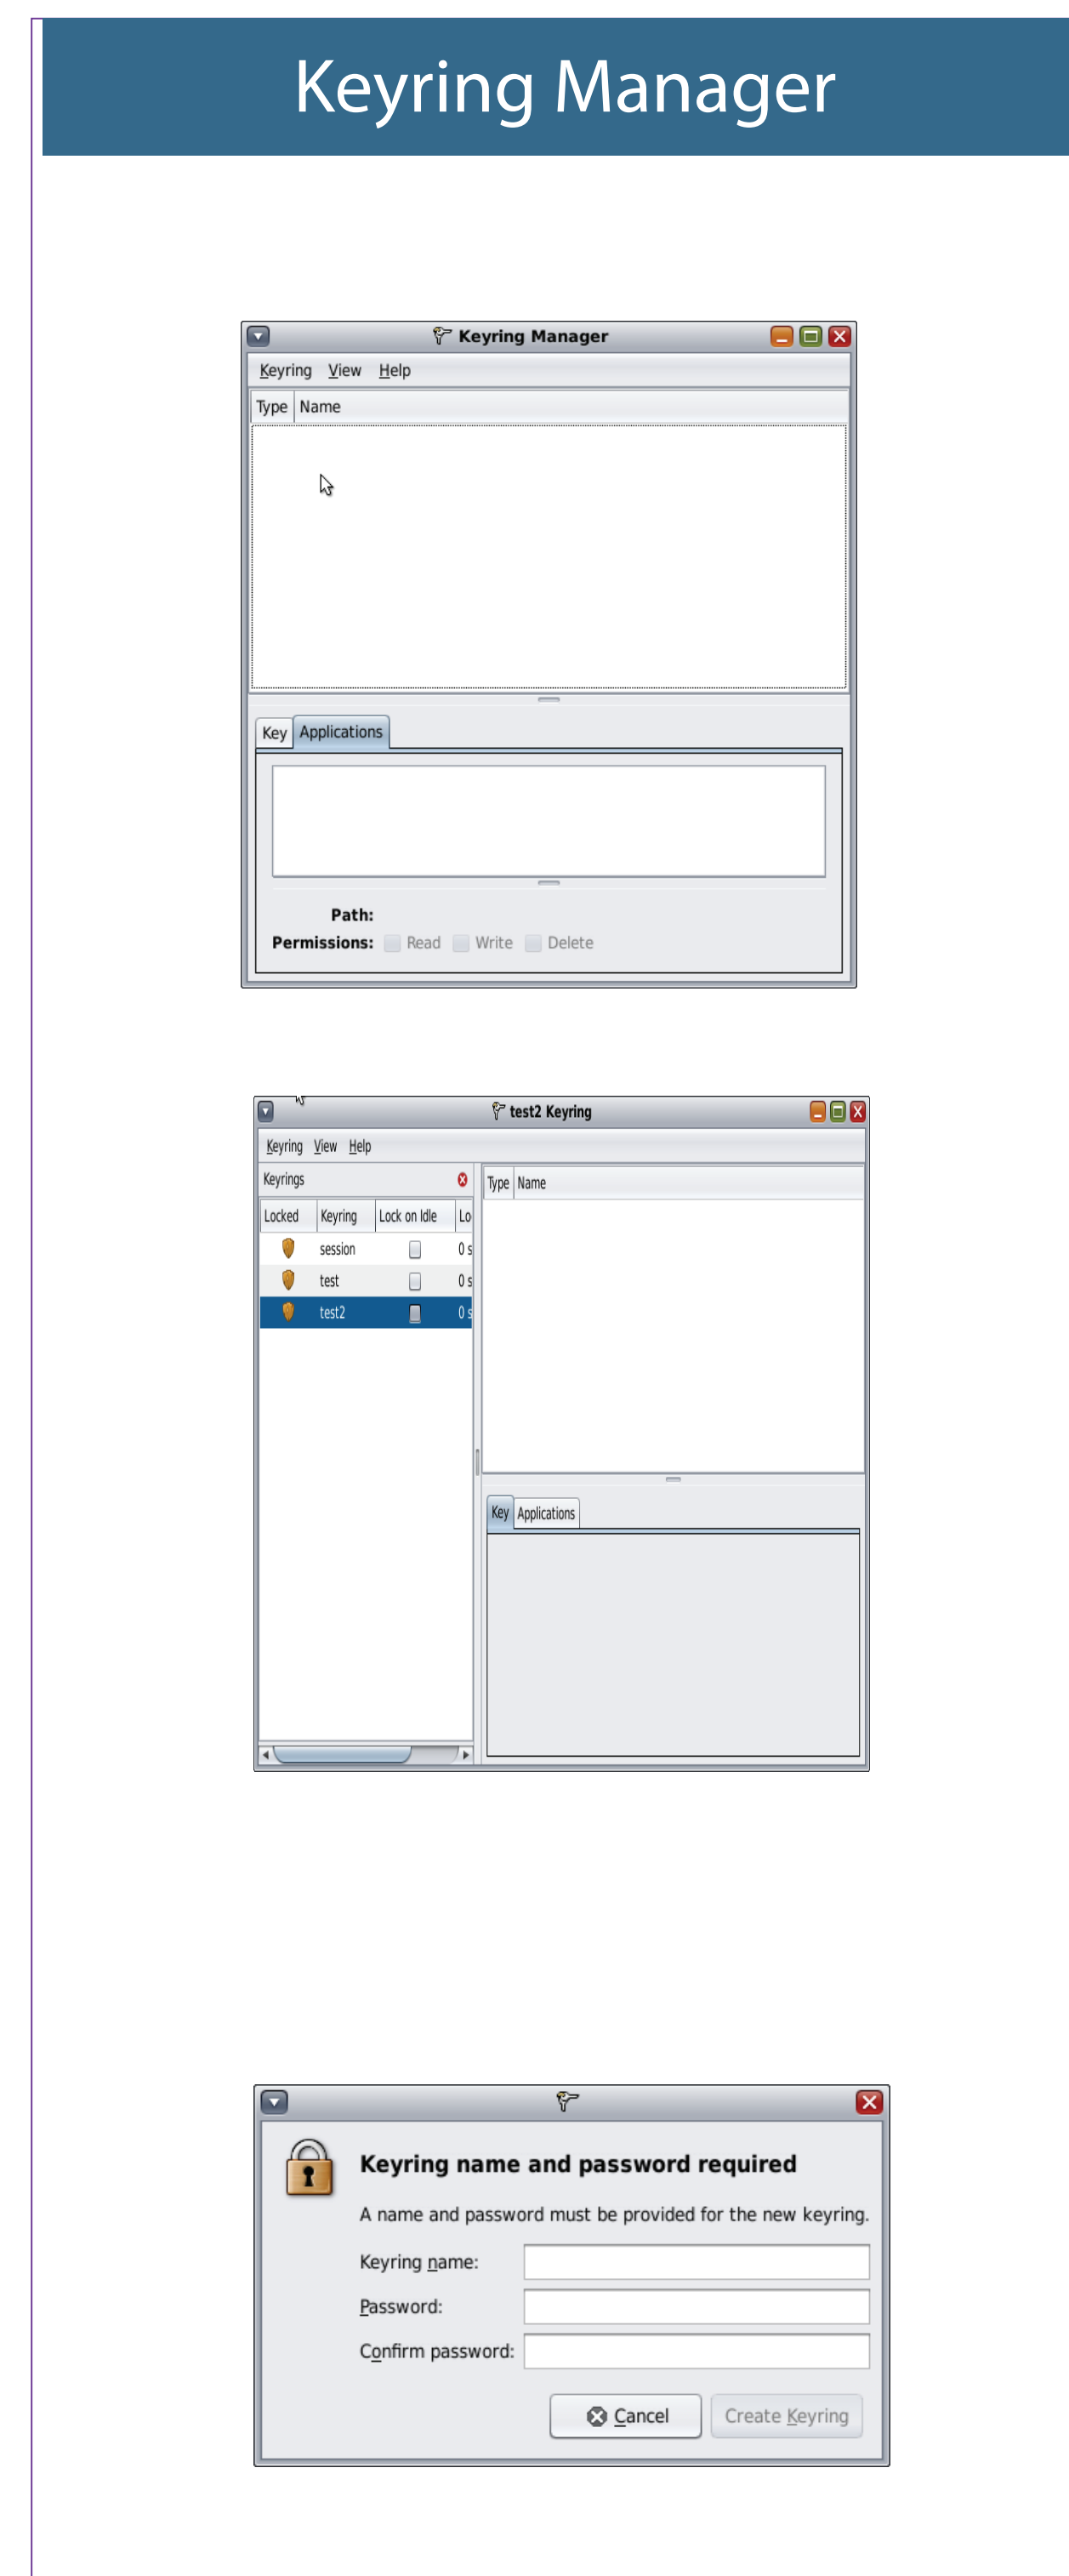 Keyring Manager
Keyring Manager
Keyring View Help
Type Name
Key Applications
Path:
Permissions: Read Write Delete
test2 Keyring
Keyring View Help
Keyrings
Type Name
Locked Keyring Lock on Idle Lo
session 0 s
test 0 s
test2 0 s
Key Applications
Keyring name and password required
A name and password must be provided for the new keyring.
Keyring name:
Password:
Confirm password:
Cancel Create Keyring